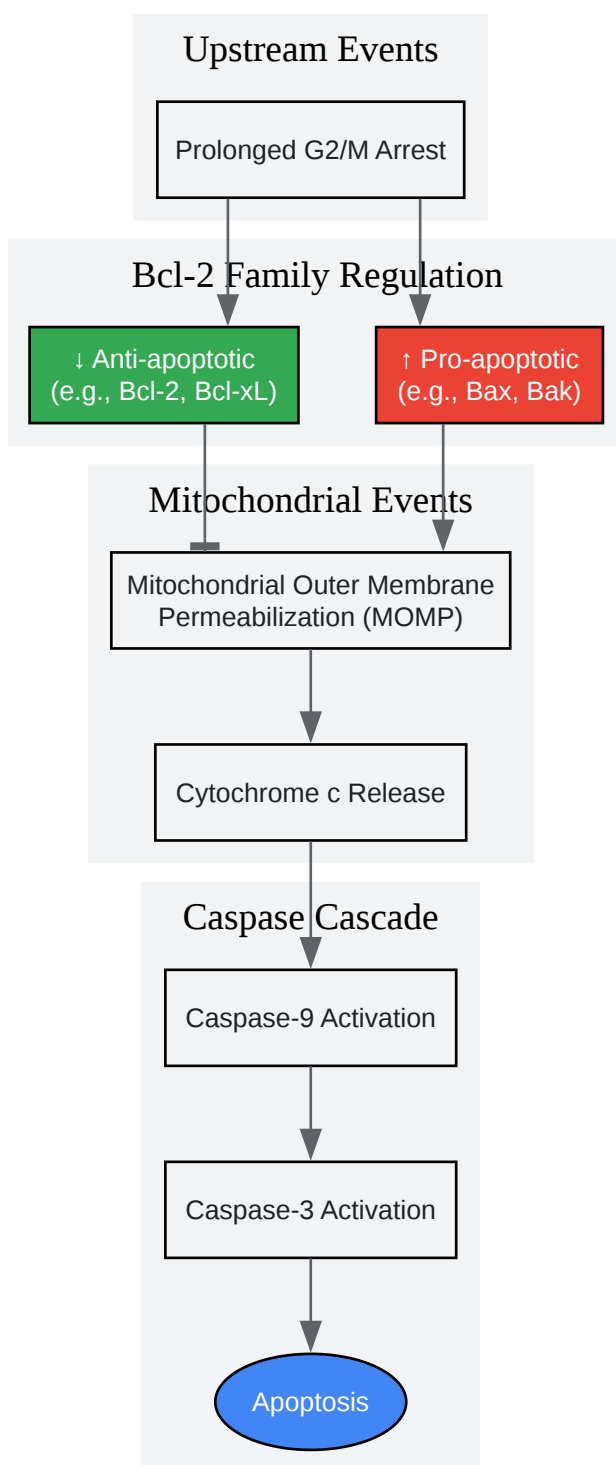 Upstream Events
Prolonged G2/M Arrest
Bcl-2 Family Regulation
↓ Anti-apoptotic
(e.g., Bcl-2, Bcl-xL)
↑ Pro-apoptotic
(e.g., Bax, Bak)
Mitochondrial Events
Mitochondrial Outer Membrane
Permeabilization (MOMP)
Cytochrome c Release
Caspase Cascade
Caspase-9 Activation
Caspase-3 Activation
Apoptosis